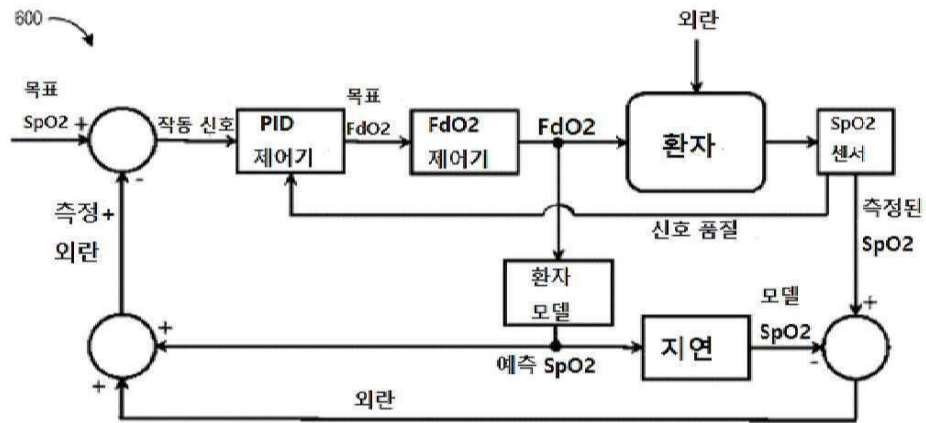 600
외란
목표
SpO2 +
-
작동 신호
PID
제어기
목표
FdO2
FdO2
제어기
FdO2
환자
SpO2
센서
측정+
외란
신호 품질
측정된
SpO2
환자
모델
+
+
예측 SpO2
지연
모델
SpO2
+
-
외란